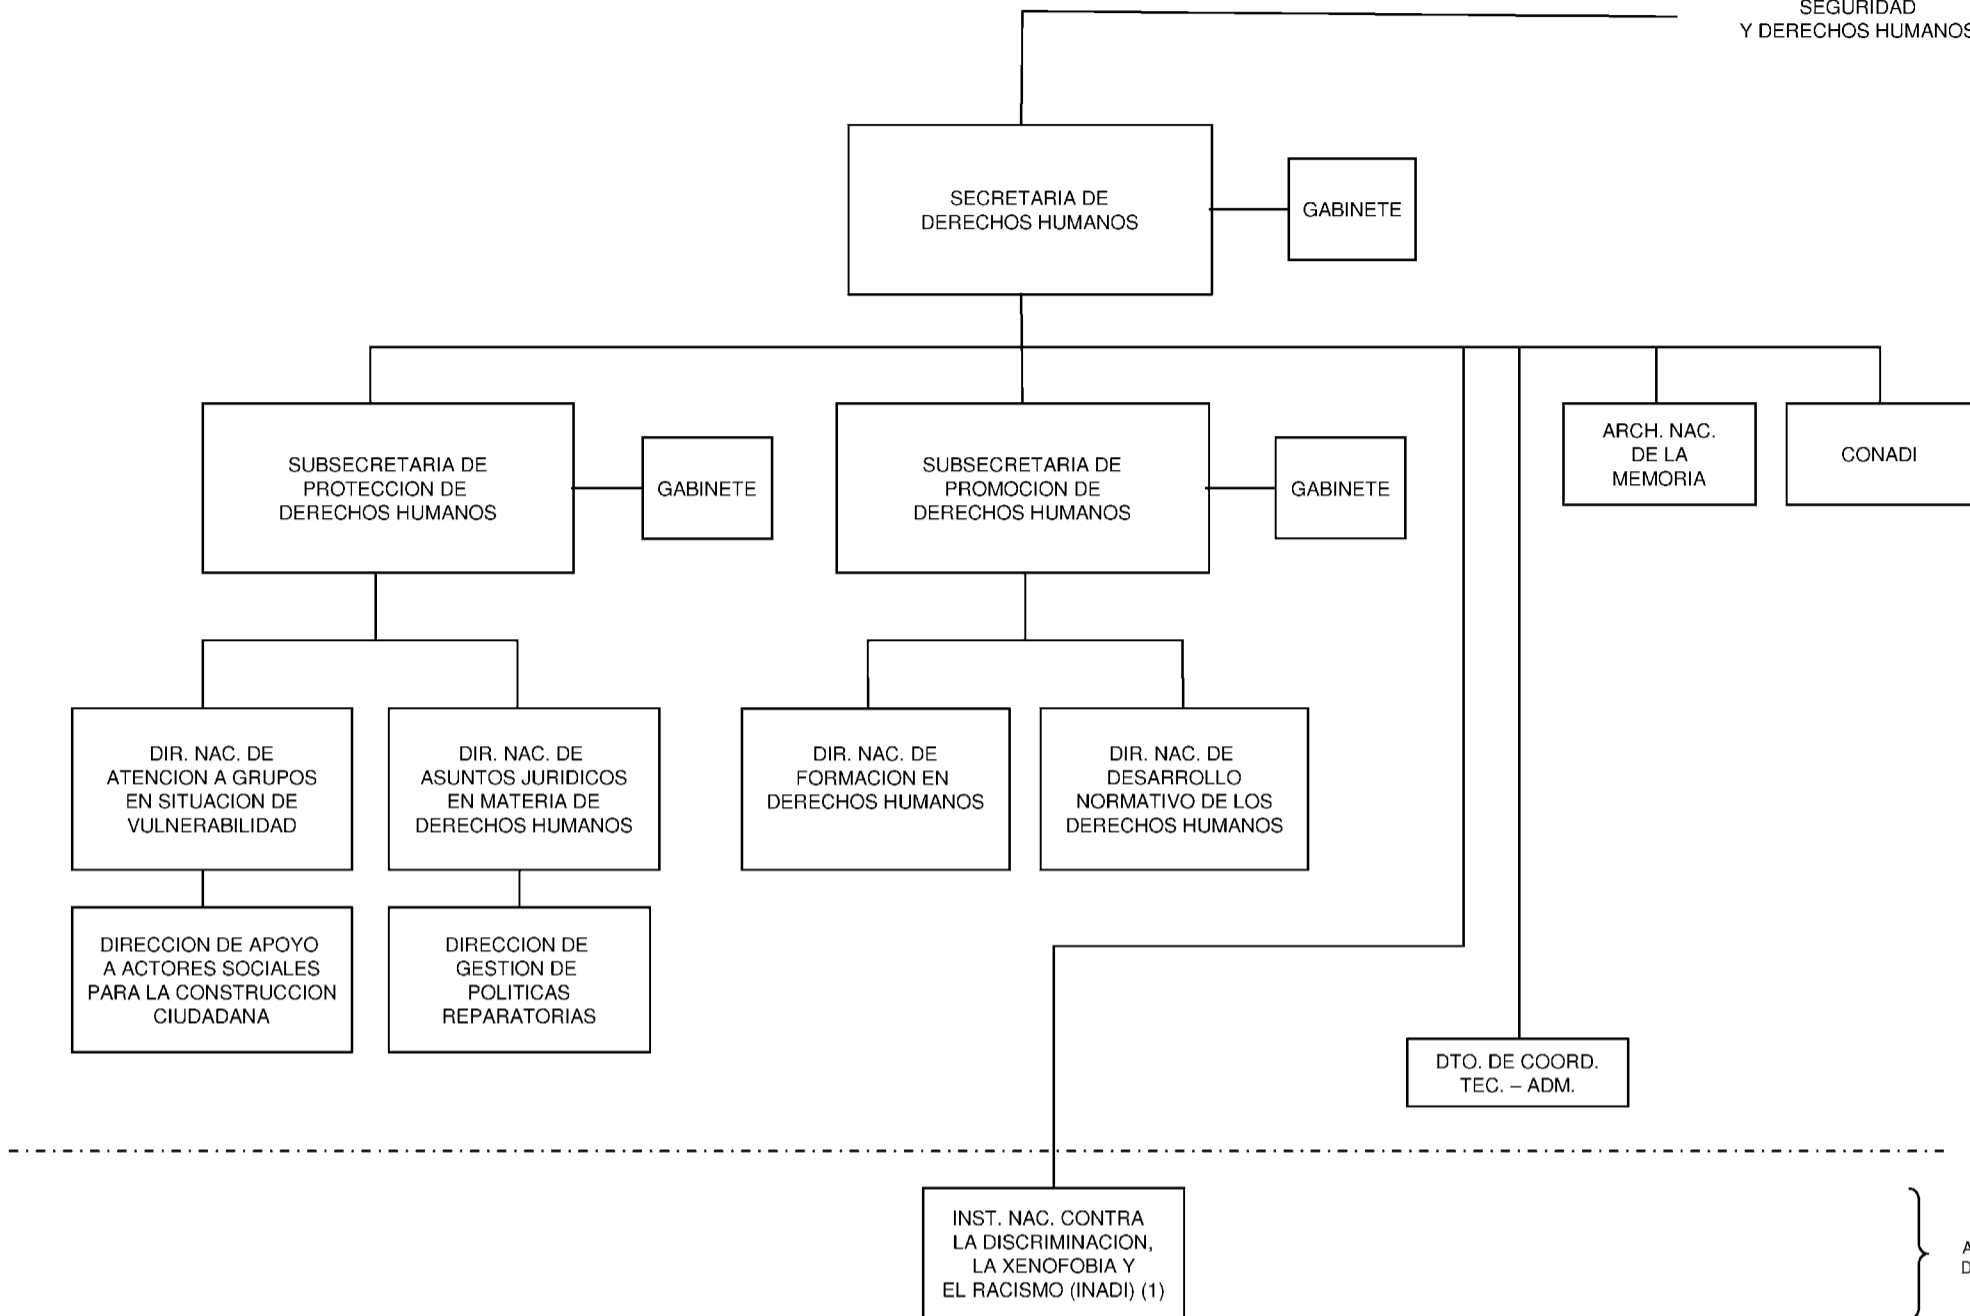 SEGURIDAD
Y DERECHOS HUMANOS
SECRETARIA DE
DERECHOS HUMANOS
GABINETE
SUBSECRETARIA DE
PROTECCION DE
DERECHOS HUMANOS
GABINETE
SUBSECRETARIA DE
PROMOCION DE
DERECHOS HUMANOS
GABINETE
ARCH. NAC.
DE LA
MEMORIA
CONADI
DIR. NAC. DE
ATENCION A GRUPOS
EN SITUACION DE
VULNERABILIDAD
DIR. NAC. DE
ASUNTOS JURIDICOS
EN MATERIA DE
DERECHOS HUMANOS
DIR. NAC. DE
FORMACION EN
DERECHOS HUMANOS
DIR. NAC. DE
DESARROLLO
NORMATIVO DE LOS
DERECHOS HUMANOS
DIRECCION DE APOYO
A ACTORES SOCIALES
PARA LA CONSTRUCCION
CIUDADANA
DIRECCION DE
GESTION DE
POLITICAS
REPARATORIAS
DTO. DE COORD.
TEC. – ADM.
INST. NAC. CONTRA
LA DISCRIMINACION,
LA XENOFOBIA Y
EL RACISMO (INADI) (1)